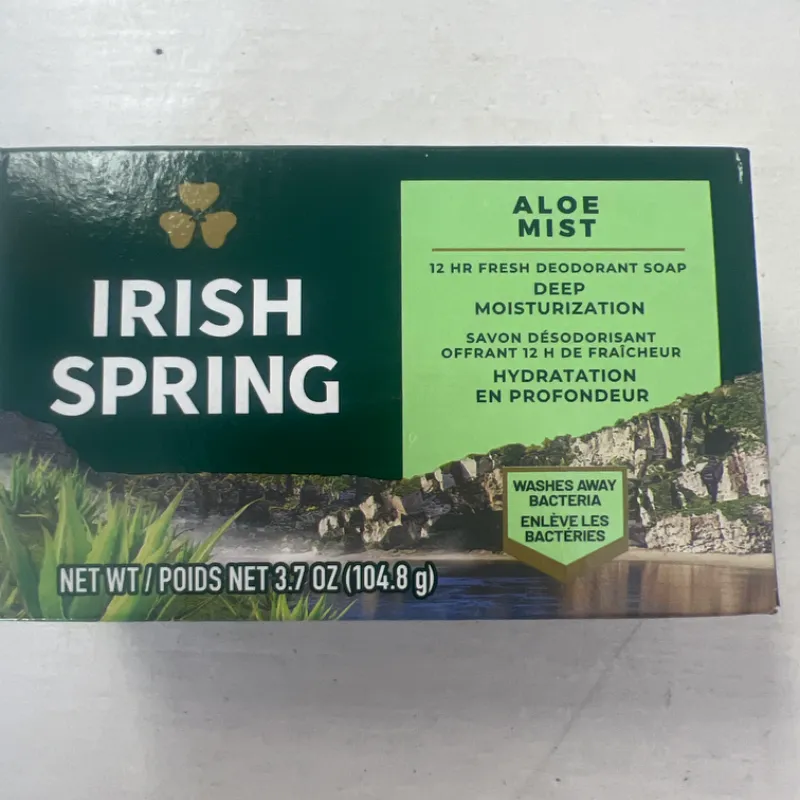 IRISH
SPRING
ALOE
MIST
12 HR FRESH DEODORANT SOAP
DEEP
MOISTURIZATION
SAVON DÉSODORISANT
OFFRANT 12 H DE FRAÎCHEUR
HYDRATATION
EN PROFONDEUR
WASHES AWAY
BACTERIA
ENLÈVE LES
BACTÉRIES
NET WT / POIDS NET 3.7 OZ (104.8 g)